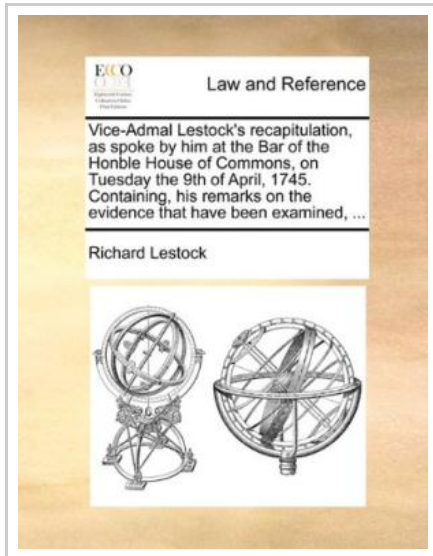 ECCO
Law and Reference
Vice-Admal Lestock's recapitulation,
as spoke by him at the Bar of the
Honble House of Commons, on
Tuesday the 9th of April, 1745.
Containing, his remarks on the
evidence that have been examined, ...
Richard Lestock